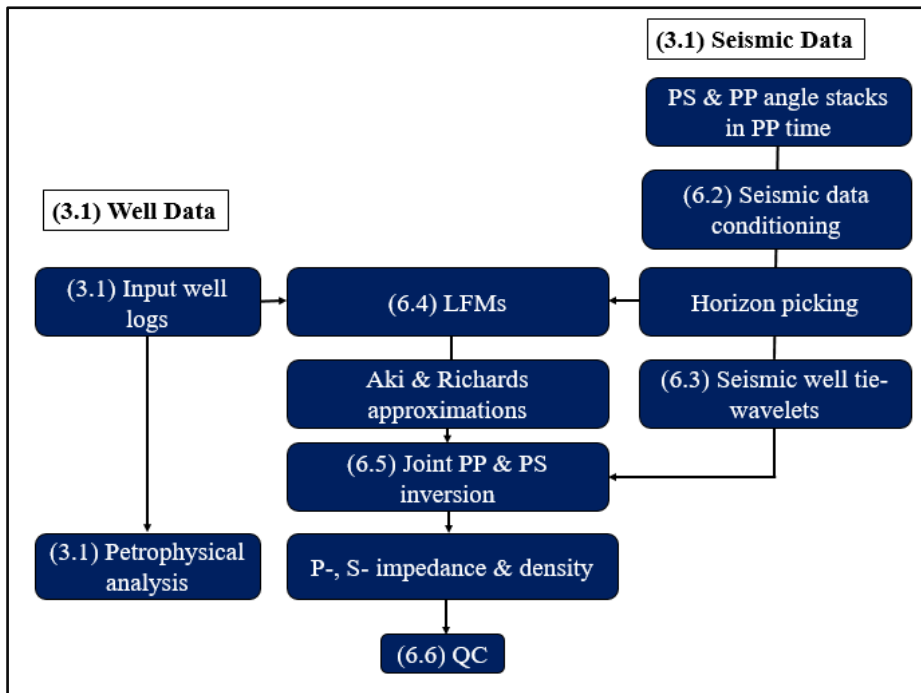 (3.1) Seismic Data
PS & PP angle stacks
in PP time
(6.2) Seismic data
conditioning
(3.1) Well Data
(3.1) Input well
logs
(6.4) LFMs
Horizon picking
Aki & Richards
approximations
(6.3) Seismic well tie-
wavelets
(6.5) Joint PP & PS
inversion
(3.1) Petrophysical
analysis
P-, S- impedance & density
(6.6) QC